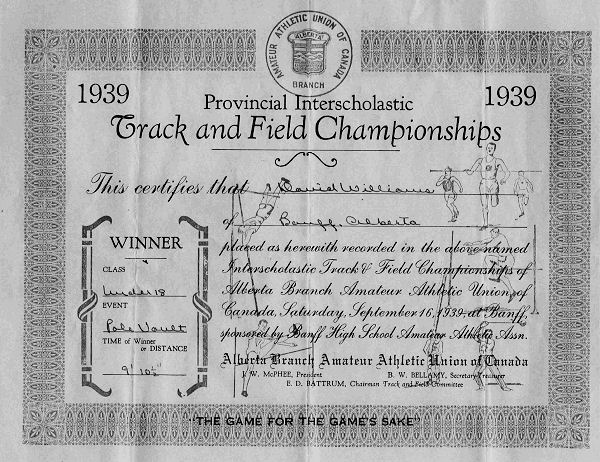 AMATEUR ATHLETIC UNION OF CANADA
ALBERTA
BRANCH
1939 1939
Provincial Interscholastic
Track and Field Championships
This certifies that David Williams
of Banff, Alberta
placed as herewith recorded in the above named
Interscholastic Track & Field Championships of
Alberta Branch Amateur Athletic Union of
Canada, Saturday, September 16, 1939 at Banff,
sponsored by Banff High School Amateur Athletic Assn.
Alberta Branch Amateur Athletic Union of Canada
J. W. McPHEE, President B. W. BELLAMY, Secretary-Treasurer
E. D. BATTRUM, Chairman Track and Field Committee
WINNER
CLASS
Under 18
EVENT
Pole Vault
TIME of Winner
or DISTANCE
9' 10½"
"THE GAME FOR THE GAME'S SAKE"